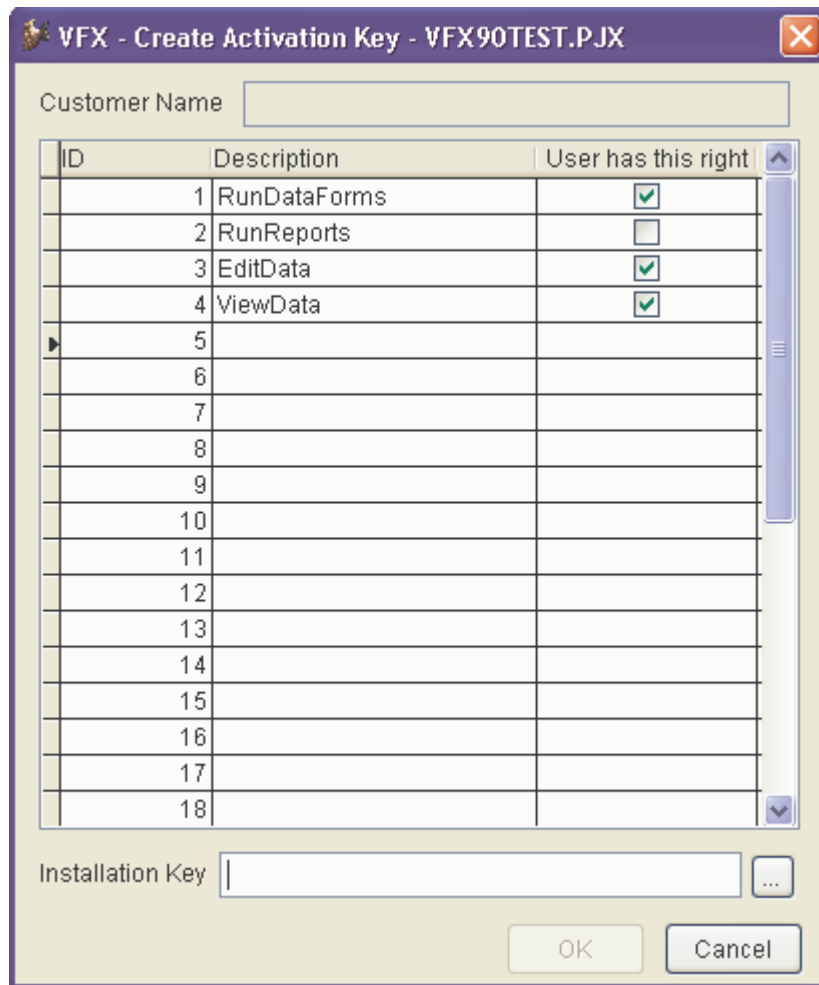 VFX - Create Activation Key - VFX90TEST.PJX
Customer Name
ID Description User has this right
1 RunDataForms
2 RunReports
3 EditData
4 ViewData
5
6
7
8
9
10
11
12
13
14
15
16
17
18
Installation Key ...
OK Cancel